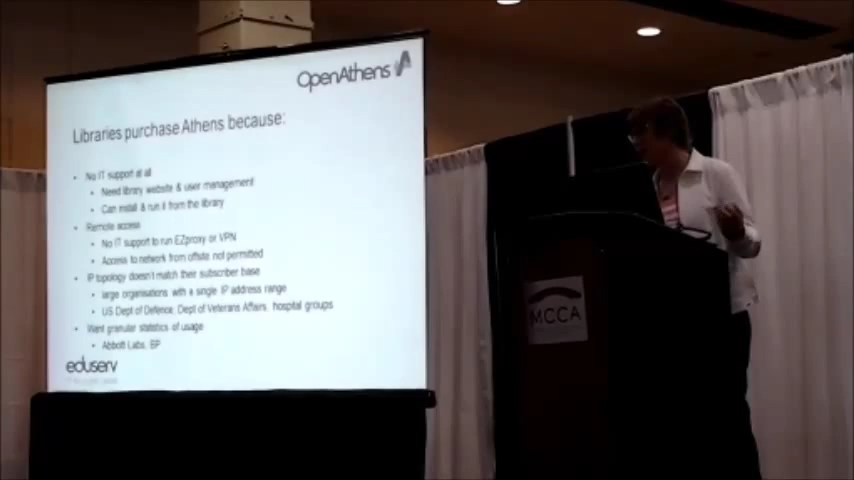 OpenAthens
Libraries purchase Athens because:
• No IT support at all
• Need library website & user management
• Can install & run it from the library
• Remote access
• No IT support to run EZproxy or VPN
• Access to network from offsite not permitted
• IP topology doesn't match their subscriber base
• large organisations with a single IP address range
• US Dept of Defence, Dept of Veterans Affairs, hospital groups
• Want granular statistics of usage
• Abbott Labs, BP
eduserv
MCCA